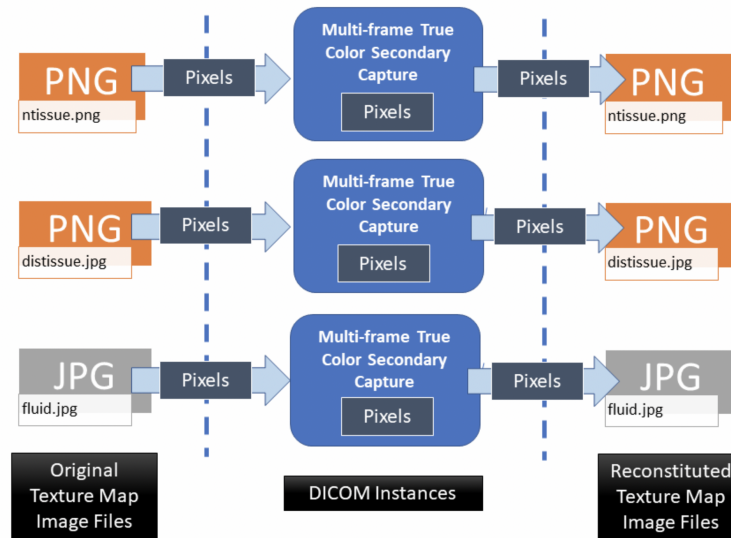 PNG
ntissue.png
Pixels
Multi-frame True
Color Secondary
Capture
Pixels
Pixels
PNG
ntissue.png
PNG
distissue.jpg
Pixels
Multi-frame True
Color Secondary
Capture
Pixels
Pixels
PNG
distissue.jpg
JPG
fluid.jpg
Pixels
Multi-frame True
Color Secondary
Capture
Pixels
Pixels
JPG
fluid.jpg
Original
Texture Map
Image Files
DICOM Instances
Reconstituted
Texture Map
Image Files